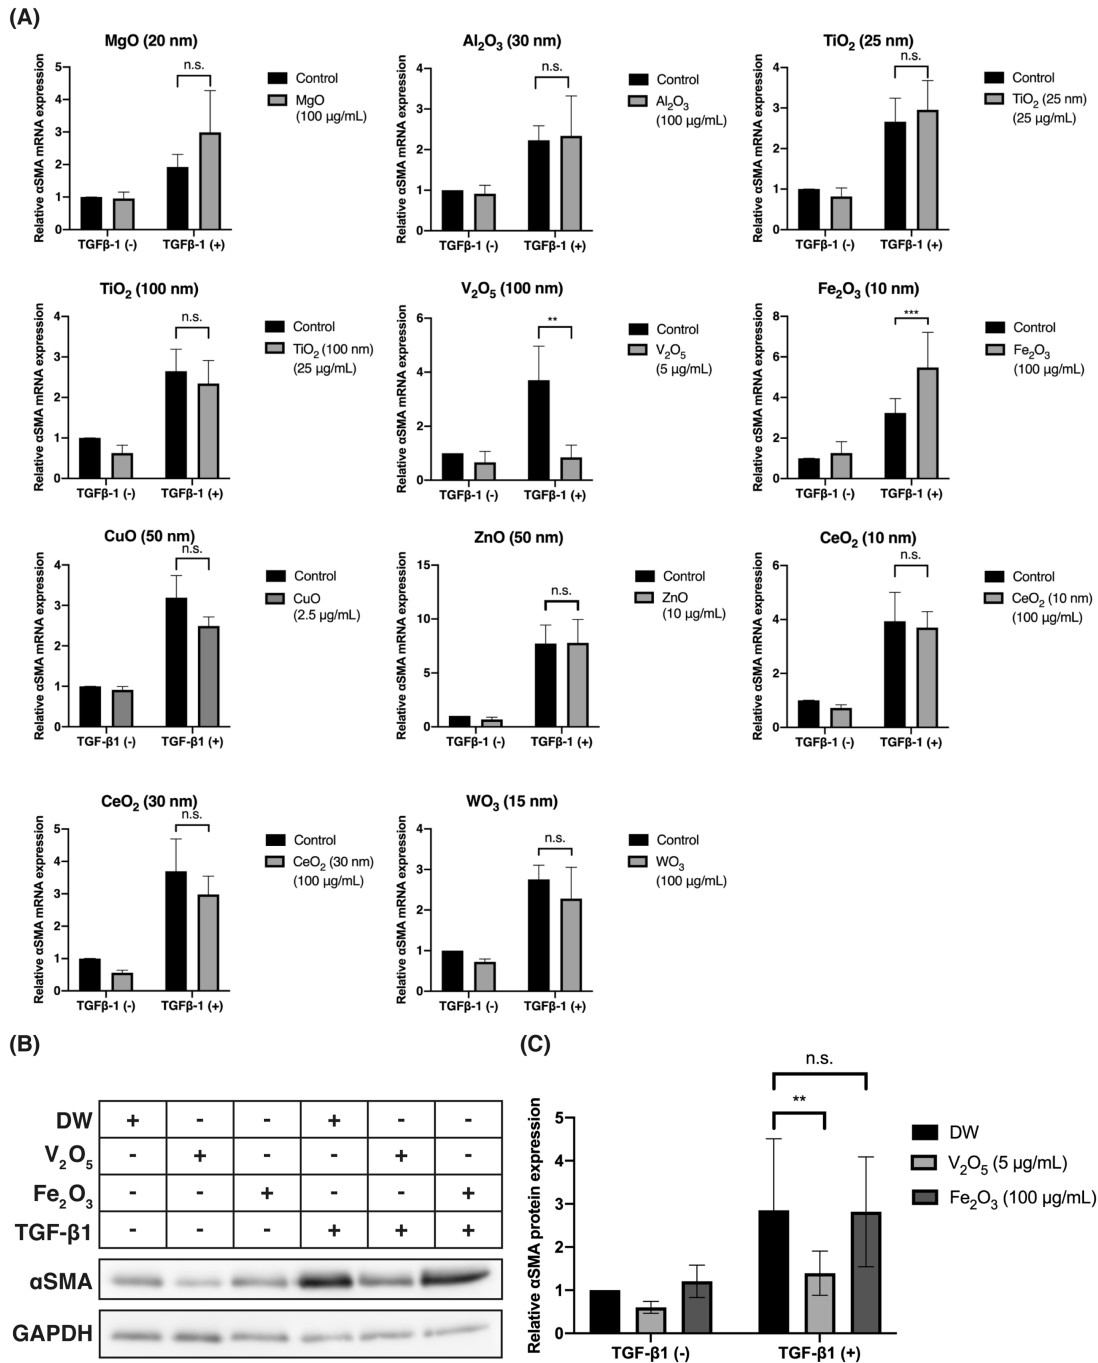 (A)
MgO (20 nm)
Relative αSMA mRNA expression
5
4
3
2
1
0
n.s.
TGFβ-1 (-)
TGFβ-1 (+)
Control
MgO
(100 µg/mL)
Al₂O₃ (30 nm)
Relative αSMA mRNA expression
4
3
2
1
0
n.s.
TGFβ-1 (-)
TGFβ-1 (+)
Control
Al₂O₃
(100 µg/mL)
TiO₂ (25 nm)
Relative αSMA mRNA expression
4
3
2
1
0
n.s.
TGFβ-1 (-)
TGFβ-1 (+)
Control
TiO₂ (25 nm)
(25 µg/mL)
TiO₂ (100 nm)
Relative αSMA mRNA expression
4
3
2
1
0
n.s.
TGFβ-1 (-)
TGFβ-1 (+)
Control
TiO₂ (100 nm)
(25 µg/mL)
V₂O₅ (100 nm)
Relative αSMA mRNA expression
6
4
2
0
**
TGFβ-1 (-)
TGFβ-1 (+)
Control
V₂O₅
(5 µg/mL)
Fe₂O₃ (10 nm)
Relative αSMA mRNA expression
8
6
4
2
0
***
TGFβ-1 (-)
TGFβ-1 (+)
Control
Fe₂O₃
(100 µg/mL)
CuO (50 nm)
Relative αSMA mRNA expression
4
3
2
1
0
n.s.
TGF-β1 (-)
TGF-β1 (+)
Control
CuO
(2.5 µg/mL)
ZnO (50 nm)
Relative αSMA mRNA expression
15
10
5
0
n.s.
TGFβ-1 (-)
TGFβ-1 (+)
Control
ZnO
(10 µg/mL)
CeO₂ (10 nm)
Relative αSMA mRNA expression
6
4
2
0
n.s.
TGFβ-1 (-)
TGFβ-1 (+)
Control
CeO₂ (10 nm)
(100 µg/mL)
CeO₂ (30 nm)
Relative αSMA mRNA expression
5
4
3
2
1
0
n.s.
TGFβ-1 (-)
TGFβ-1 (+)
Control
CeO₂ (30 nm)
(100 µg/mL)
WO₃ (15 nm)
Relative αSMA mRNA expression
4
3
2
1
0
n.s.
TGFβ-1 (-)
TGFβ-1 (+)
Control
WO₃
(100 µg/mL)
(B)
DW + - - + - -
V₂O₅ - + - - + -
Fe₂O₃ - - + - - +
TGF-β1 - - - + + +
αSMA
GAPDH
(C)
Relative αSMA protein expression
5
4
3
2
1
0
n.s.
**
TGF-β1 (-)
TGF-β1 (+)
DW
V₂O₅ (5 µg/mL)
Fe₂O₃ (100 µg/mL)